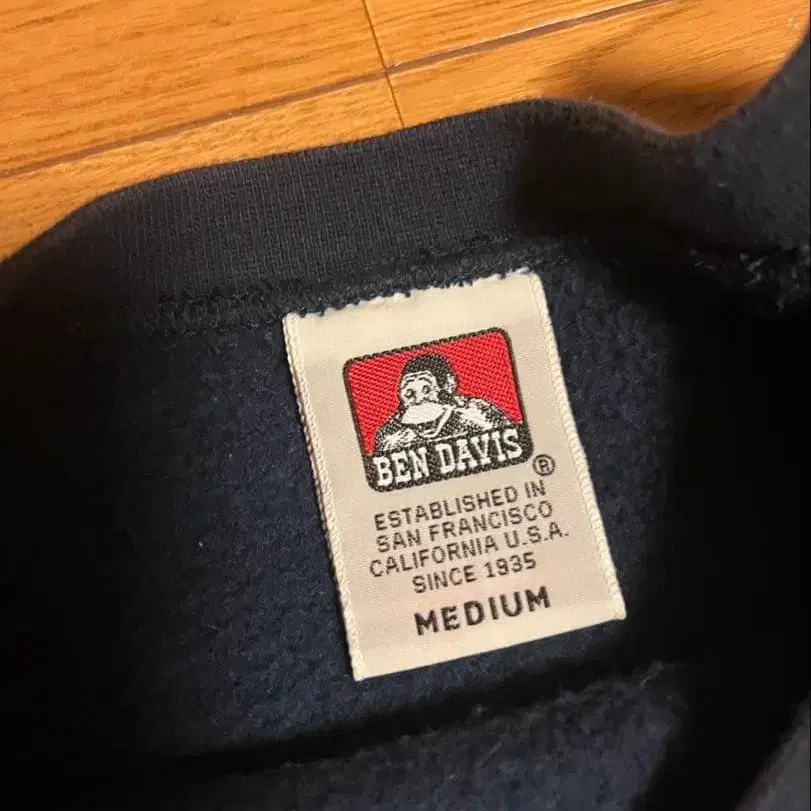 BEN DAVIS
®
ESTABLISHED IN
SAN FRANCISCO
CALIFORNIA U.S.A.
SINCE 1935
MEDIUM